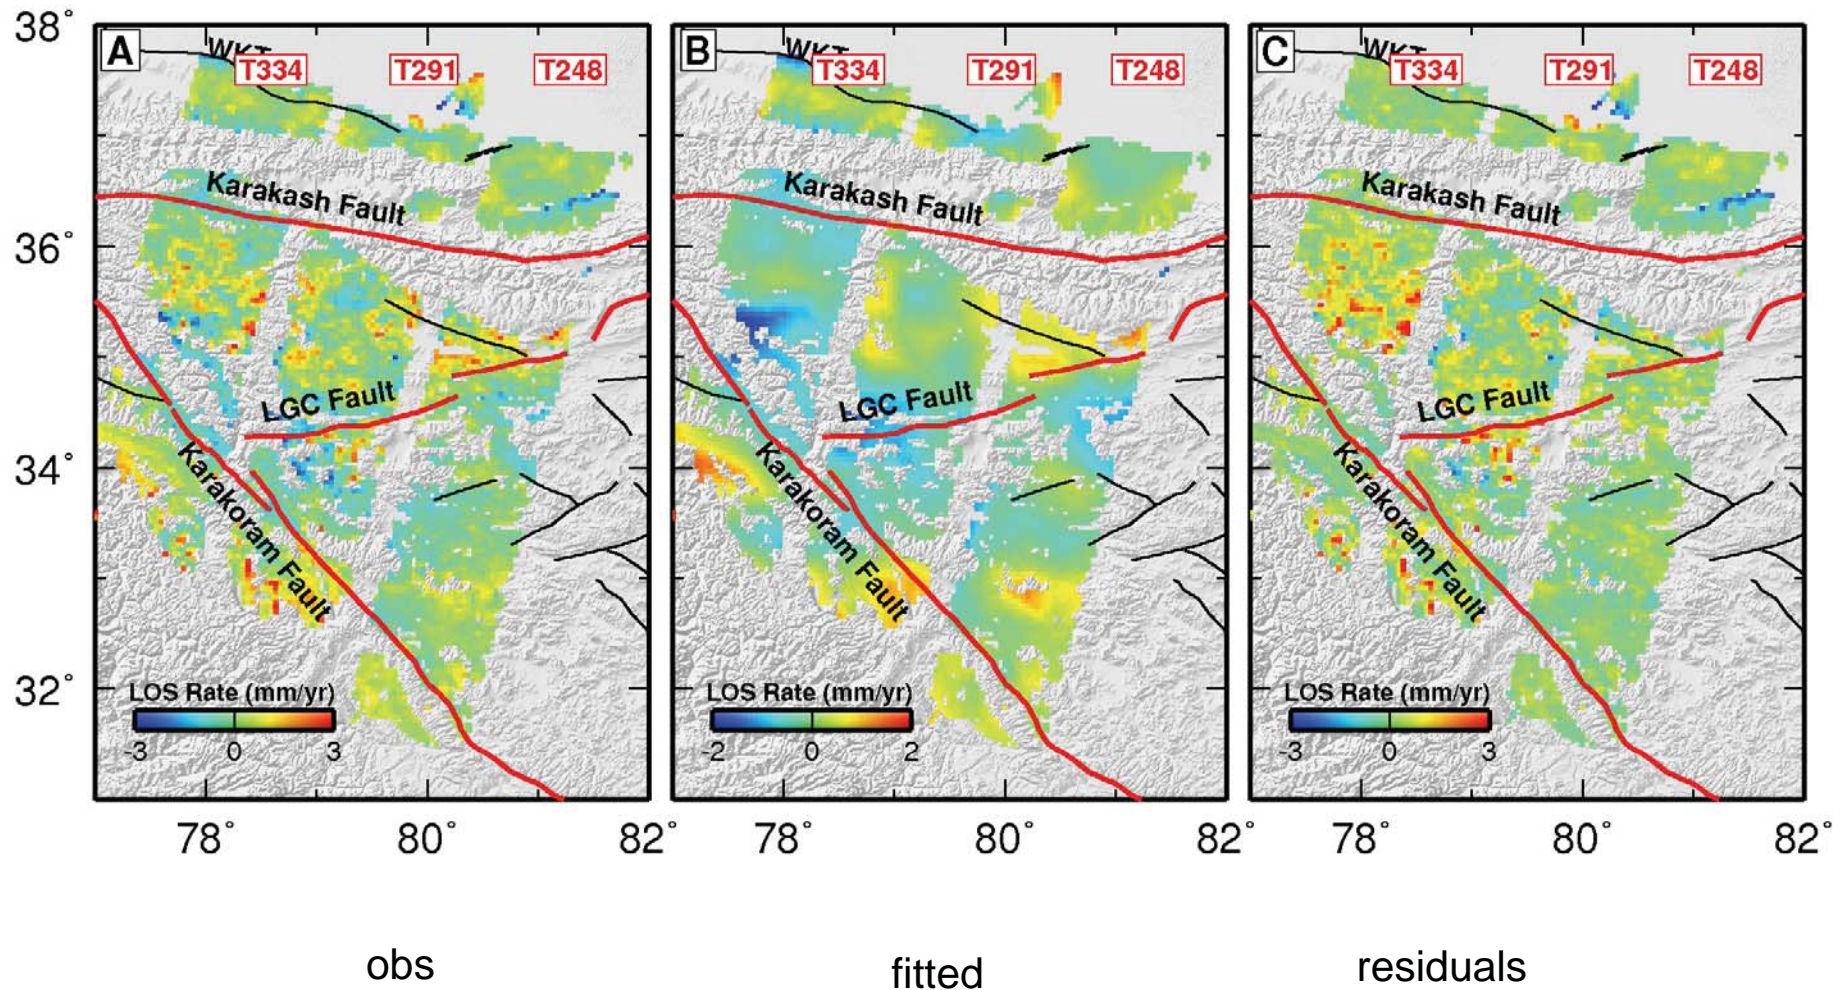 38°
36°
34°
32°
A
WKT
T334
T291
T248
Karakash Fault
LGC Fault
Karakoram Fault
LOS Rate (mm/yr)
-3 0 3
78° 80° 82°
B
WKT
T334
T291
T248
Karakash Fault
LGC Fault
Karakoram Fault
LOS Rate (mm/yr)
-2 0 2
78° 80° 82°
C
WKT
T334
T291
T248
Karakash Fault
LGC Fault
Karakoram Fault
LOS Rate (mm/yr)
-3 0 3
78° 80° 82°
obs
fitted
residuals